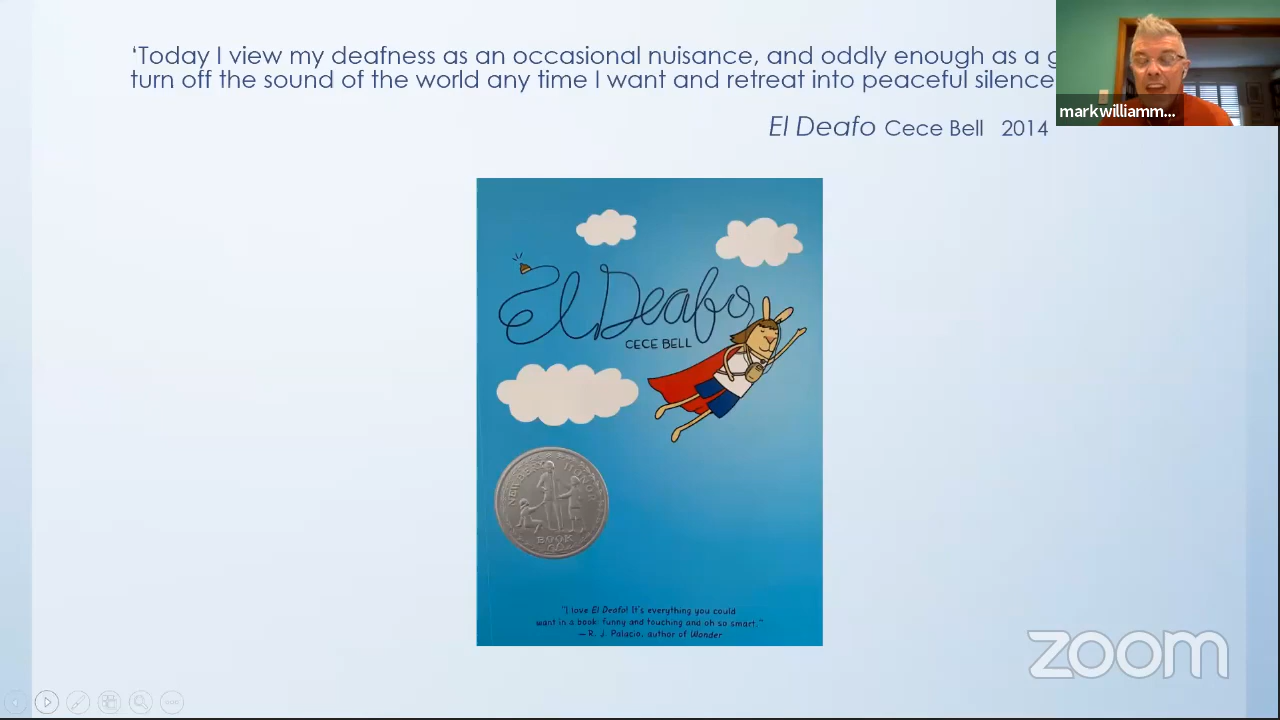 ‘Today I view my deafness as an occasional nuisance, and oddly enough as a
turn off the sound of the world any time I want and retreat into peaceful silence
El Deafo Cece Bell 2014
markwilliamm...
El Deafo
CECE BELL
NEWBERY HONOR
BOOK
"I love El Deafo! It's everything you could
want in a book: funny and touching and oh so smart."
— R. J. Palacio, author of Wonder
zoom